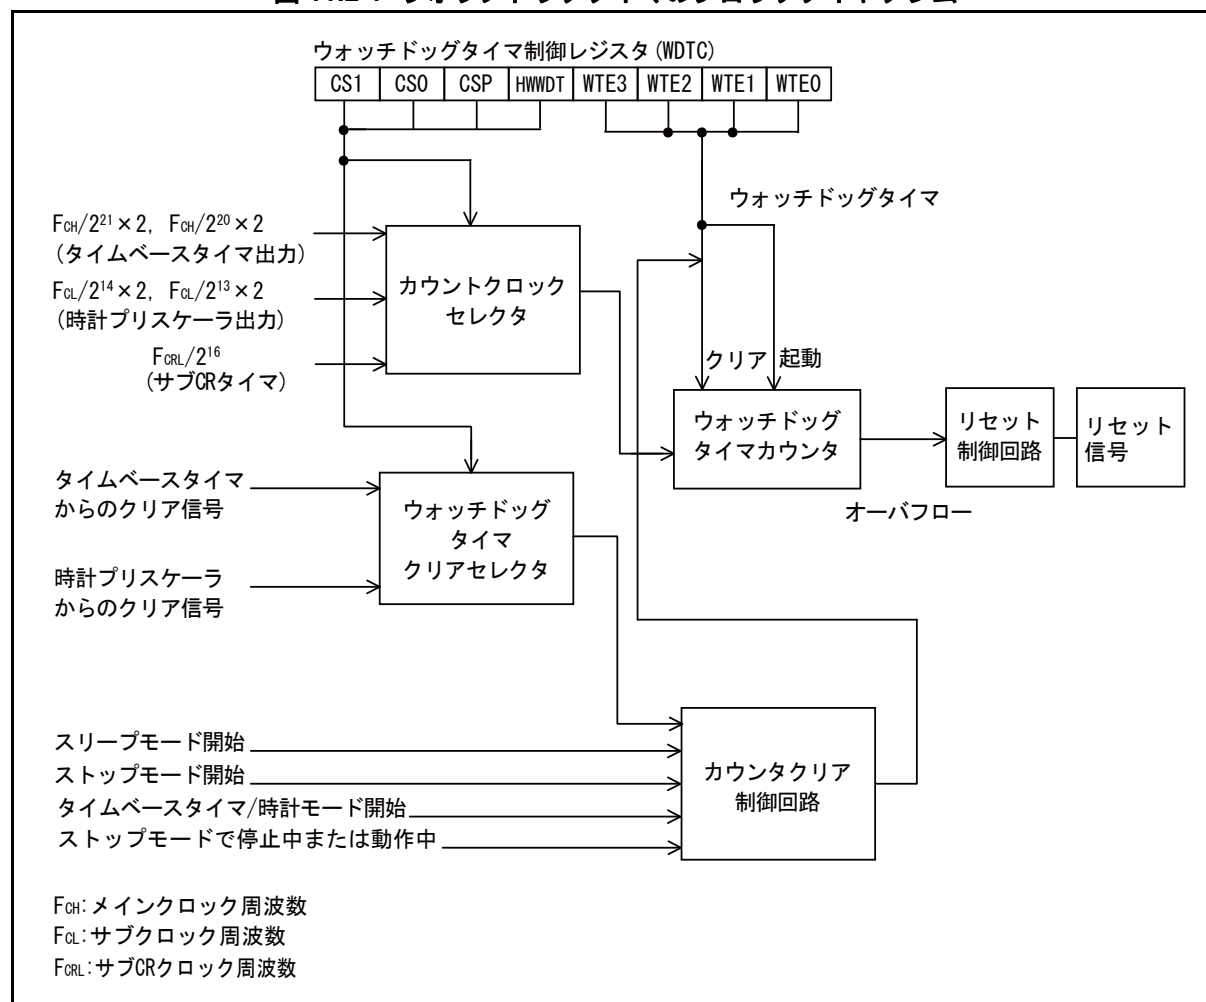 ウォッチドッグタイマ制御レジスタ(WDTC)
CS1 CS0 CSP HWWDT WTE3 WTE2 WTE1 WTE0
ウォッチドッグタイマ
FCH/2²¹×2, FCH/2²⁰×2
(タイムベースタイマ出力)
FCL/2¹⁴×2, FCL/2¹³×2
(時計プリスケーラ出力)
FCRL/2¹⁶
(サブCRタイマ)
カウントクロック
セレクタ
クリア 起動
ウォッチドッグ
タイマカウンタ
リセット
制御回路
リセット
信号
オーバフロー
タイムベースタイマ
からのクリア信号
時計プリスケーラ
からのクリア信号
ウォッチドッグ
タイマ
クリアセレクタ
スリープモード開始
ストップモード開始
タイムベースタイマ/時計モード開始
ストップモードで停止中または動作中
カウンタクリア
制御回路
FCH:メインクロック周波数
FCL:サブクロック周波数
FCRL:サブCRクロック周波数